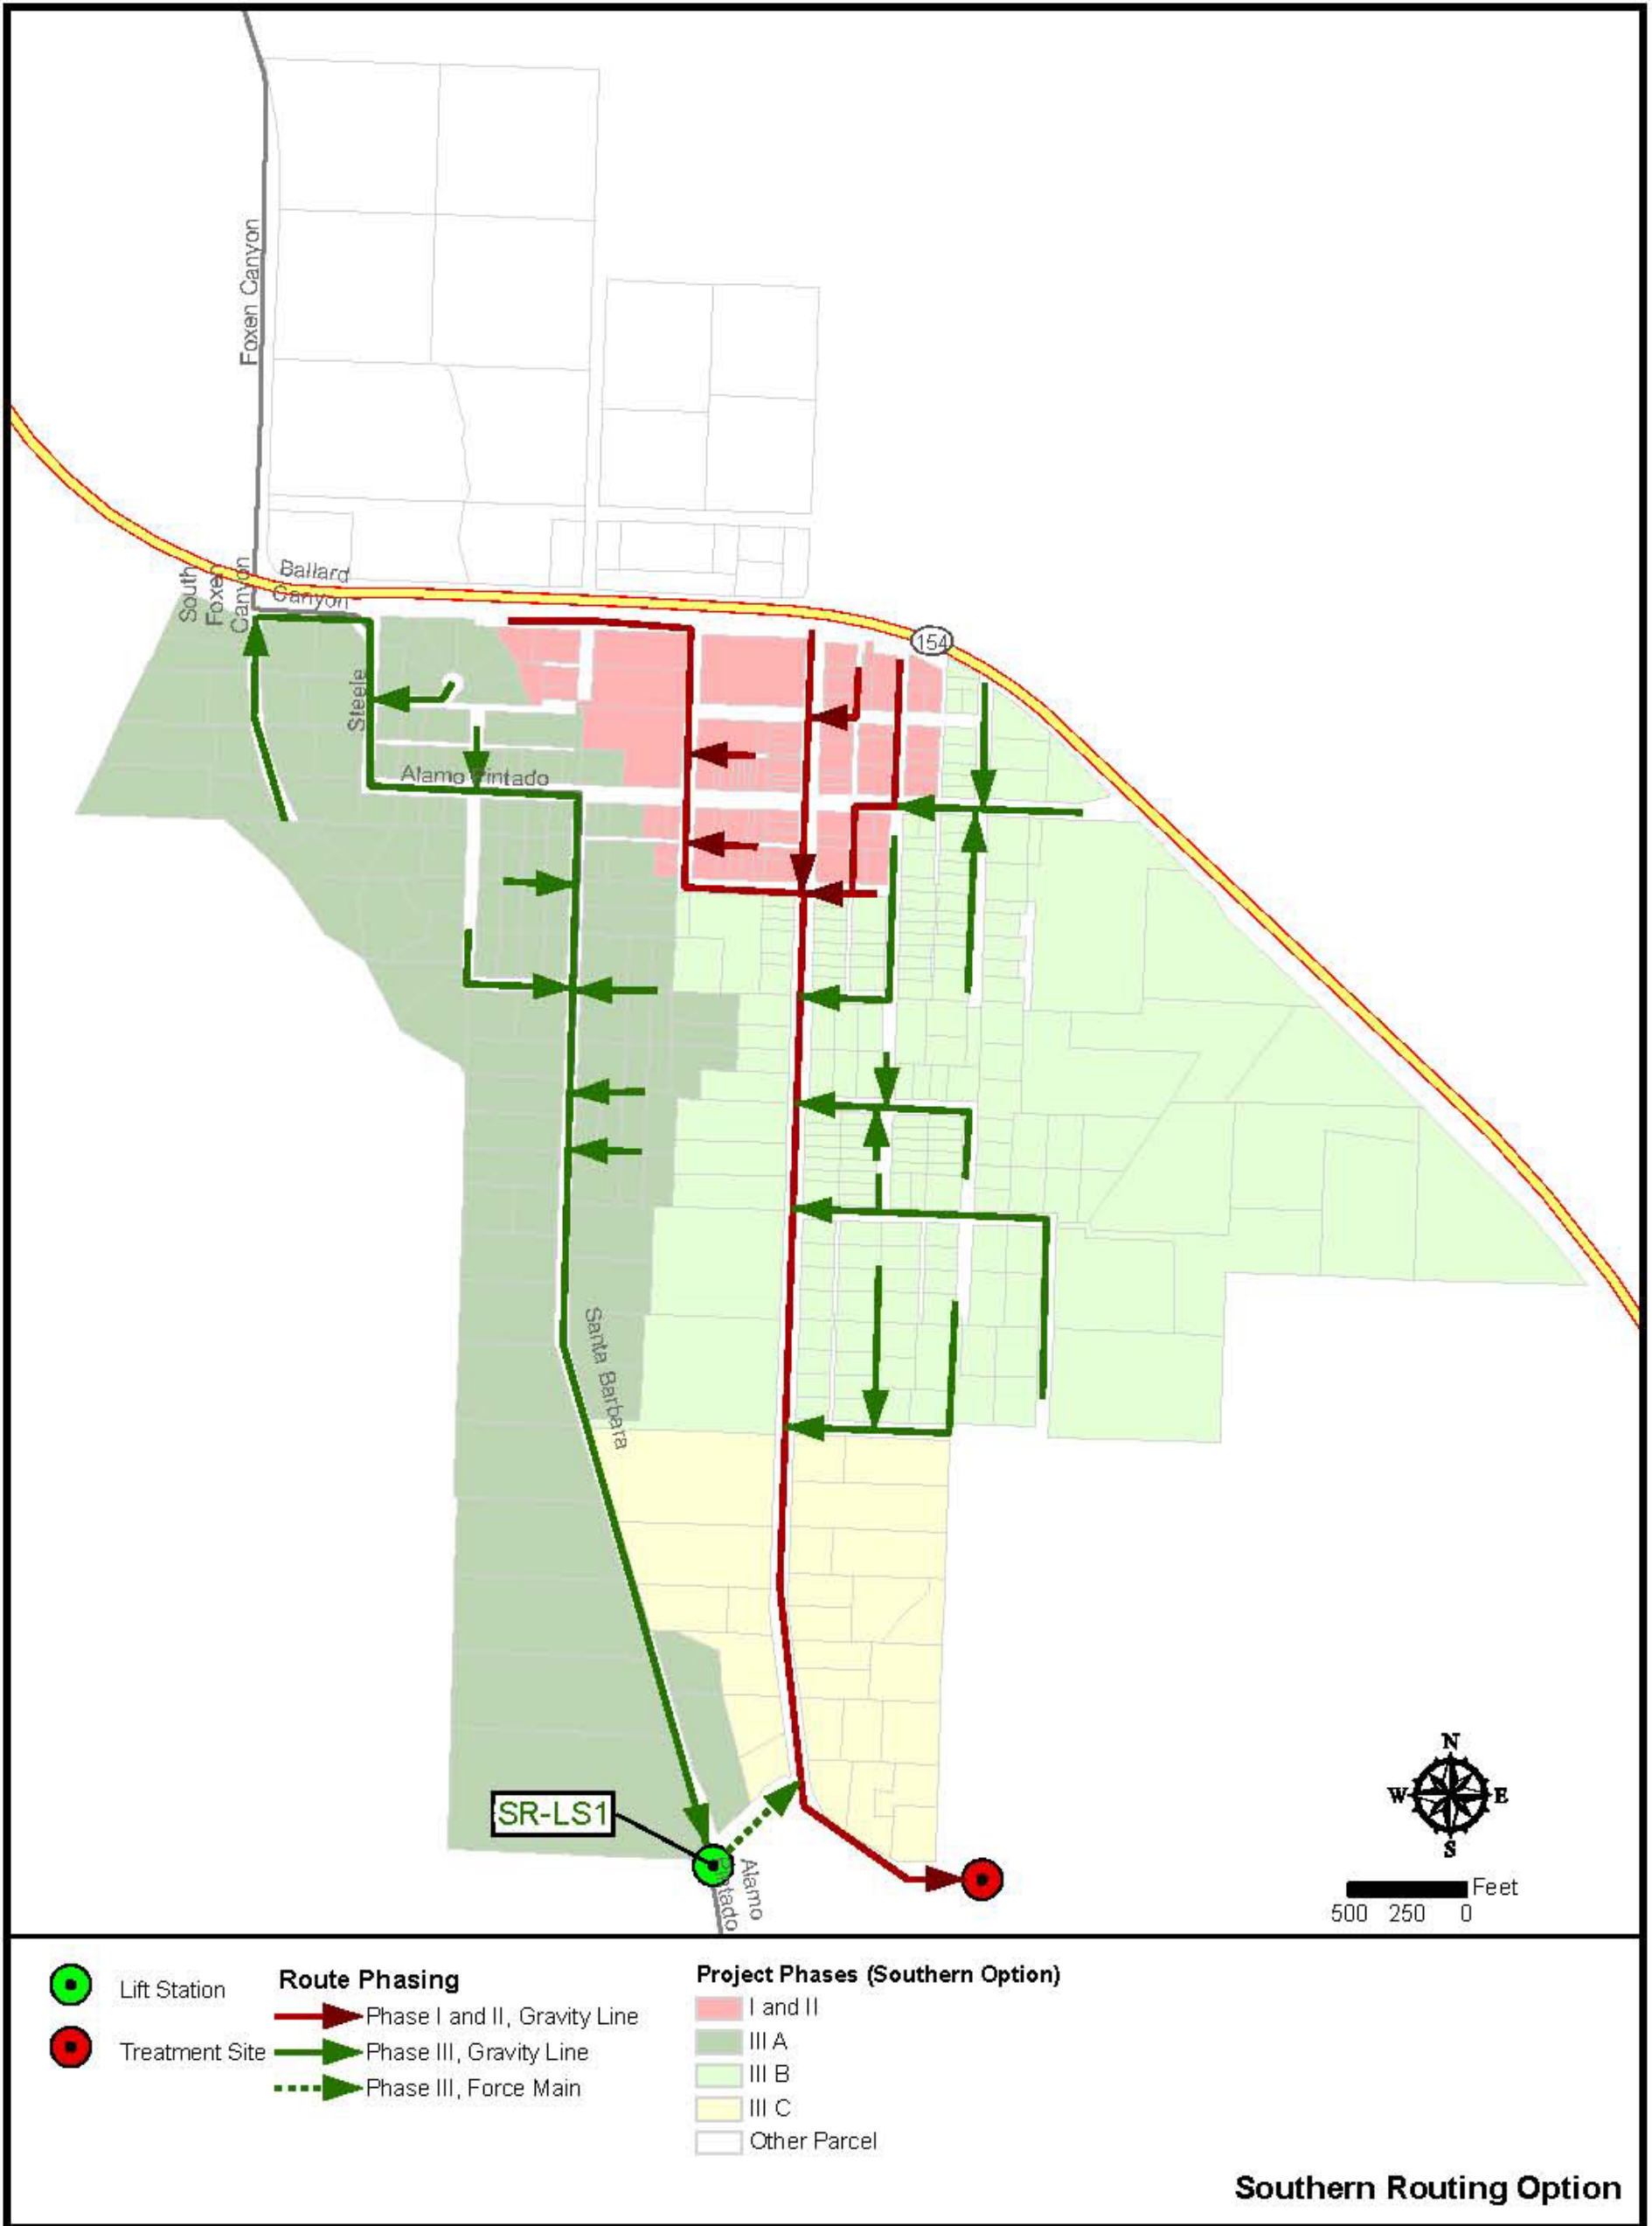 Foxen Canyon
South
Foxen
Canyon
Ballard
Canyon
154
Steele
Alamo Pintado
Santa Barbara
SR-LS1
Alamo
Pintado
N
W
E
S
Feet
500 250 0
Lift Station
Treatment Site
Route Phasing
Phase I and II, Gravity Line
Phase III, Gravity Line
Phase III, Force Main
Project Phases (Southern Option)
I and II
III A
III B
III C
Other Parcel
Southern Routing Option